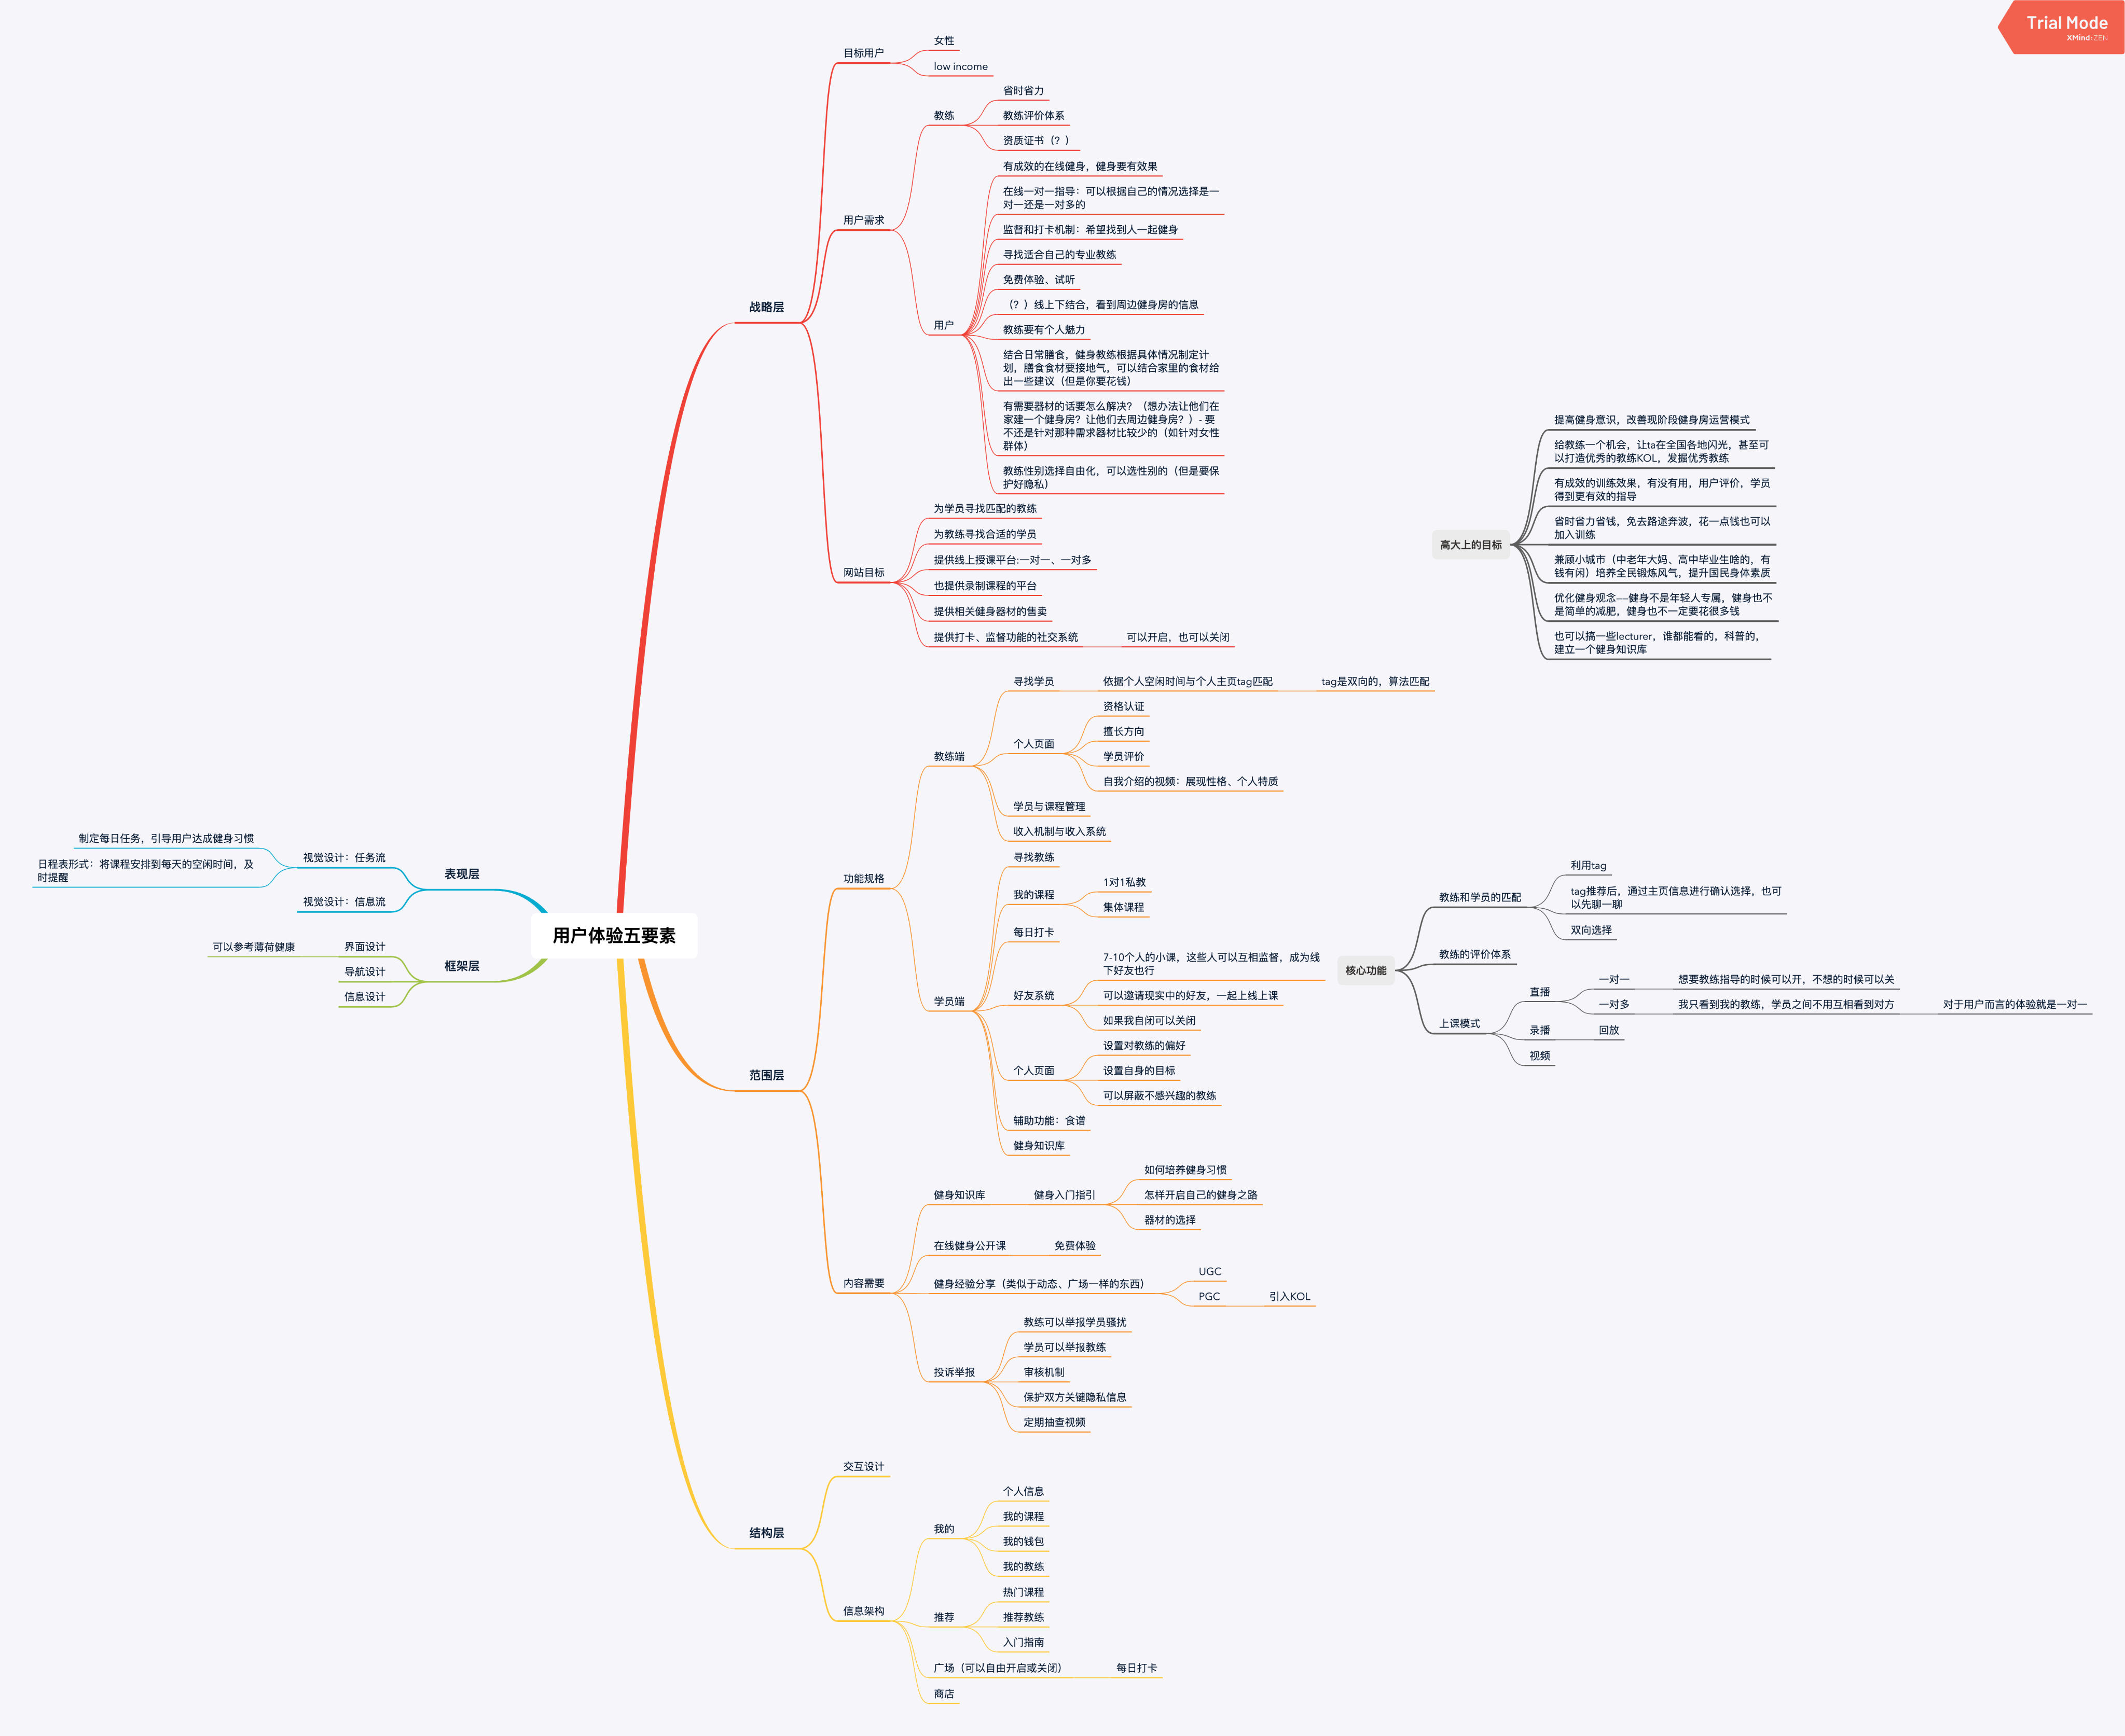 Trial Mode
XMind:ZEN
用户体验五要素
战略层
目标用户
女性
low income
用户需求
教练
省时省力
教练评价体系
资质证书（？）
用户
有成效的在线健身，健身要有效果
在线一对一指导：可以根据自己的情况选择是一
对一还是一对多的
监督和打卡机制：希望找到人一起健身
寻找适合自己的专业教练
免费体验、试听
（？）线上下结合，看到周边健身房的信息
教练要有个人魅力
结合日常膳食，健身教练根据具体情况制定计
划，膳食食材要接地气，可以结合家里的食材给
出一些建议（但是你要花钱）
有需要器材的话要怎么解决？（想办法让他们在
家建一个健身房？让他们去周边健身房？）- 要
不还是针对那种需求器材比较少的（如针对女性
群体）
教练性别选择自由化，可以选性别的（但是要保
护好隐私）
网站目标
为学员寻找匹配的教练
为教练寻找合适的学员
提供线上授课平台:一对一、一对多
也提供录制课程的平台
提供相关健身器材的售卖
提供打卡、监督功能的社交系统
可以开启，也可以关闭
范围层
功能规格
教练端
寻找学员
依据个人空闲时间与个人主页tag匹配
tag是双向的，算法匹配
个人页面
资格认证
擅长方向
学员评价
自我介绍的视频：展现性格、个人特质
学员与课程管理
收入机制与收入系统
学员端
寻找教练
我的课程
1对1私教
集体课程
每日打卡
好友系统
7-10个人的小课，这些人可以互相监督，成为线
下好友也行
可以邀请现实中的好友，一起上线上课
如果我自闭可以关闭
个人页面
设置对教练的偏好
设置自身的目标
可以屏蔽不感兴趣的教练
辅助功能：食谱
健身知识库
内容需要
健身知识库
健身入门指引
如何培养健身习惯
怎样开启自己的健身之路
器材的选择
在线健身公开课
免费体验
健身经验分享（类似于动态、广场一样的东西）
UGC
PGC
引入KOL
投诉举报
教练可以举报学员骚扰
学员可以举报教练
审核机制
保护双方关键隐私信息
定期抽查视频
结构层
交互设计
信息架构
我的
个人信息
我的课程
我的钱包
我的教练
推荐
热门课程
推荐教练
入门指南
广场（可以自由开启或关闭）
每日打卡
商店
表现层
视觉设计：任务流
制定每日任务，引导用户达成健身习惯
日程表形式：将课程安排到每天的空闲时间，及
时提醒
视觉设计：信息流
框架层
界面设计
可以参考薄荷健康
导航设计
信息设计
高大上的目标
提高健身意识，改善现阶段健身房运营模式
给教练一个机会，让ta在全国各地闪光，甚至可
以打造优秀的教练KOL，发掘优秀教练
有成效的训练效果，有没有用，用户评价，学员
得到更有效的指导
省时省力省钱，免去路途奔波，花一点钱也可以
加入训练
兼顾小城市（中老年大妈、高中毕业生啥的，有
钱有闲）培养全民锻炼风气，提升国民身体素质
优化健身观念——健身不是年轻人专属，健身也不
是简单的减肥，健身也不一定要花很多钱
也可以搞一些lecturer，谁都能看的，科普的，
建立一个健身知识库
核心功能
教练和学员的匹配
利用tag
tag推荐后，通过主页信息进行确认选择，也可
以先聊一聊
双向选择
教练的评价体系
上课模式
直播
一对一
想要教练指导的时候可以开，不想的时候可以关
一对多
我只看到我的教练，学员之间不用互相看到对方
对于用户而言的体验就是一对一
录播
回放
视频